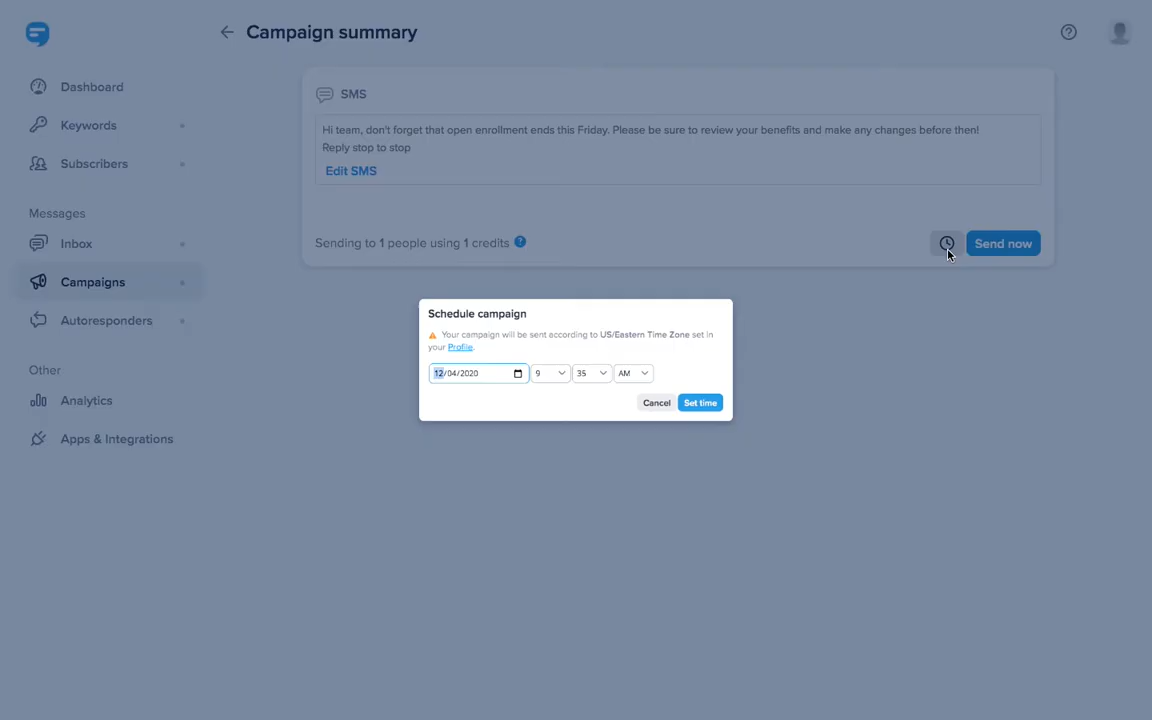 Campaign summary
Dashboard
Keywords
Subscribers
Messages
Inbox
Campaigns
Autoresponders
Other
Analytics
Apps & Integrations
SMS
Hi team, don't forget that open enrollment ends this Friday. Please be sure to review your benefits and make any changes before then!
Reply stop to stop
Edit SMS
Sending to 1 people using 1 credits ?
Send now
Schedule campaign
Your campaign will be sent according to US/Eastern Time Zone set in
your Profile.
12/04/2020 9 35 AM
Cancel Set time